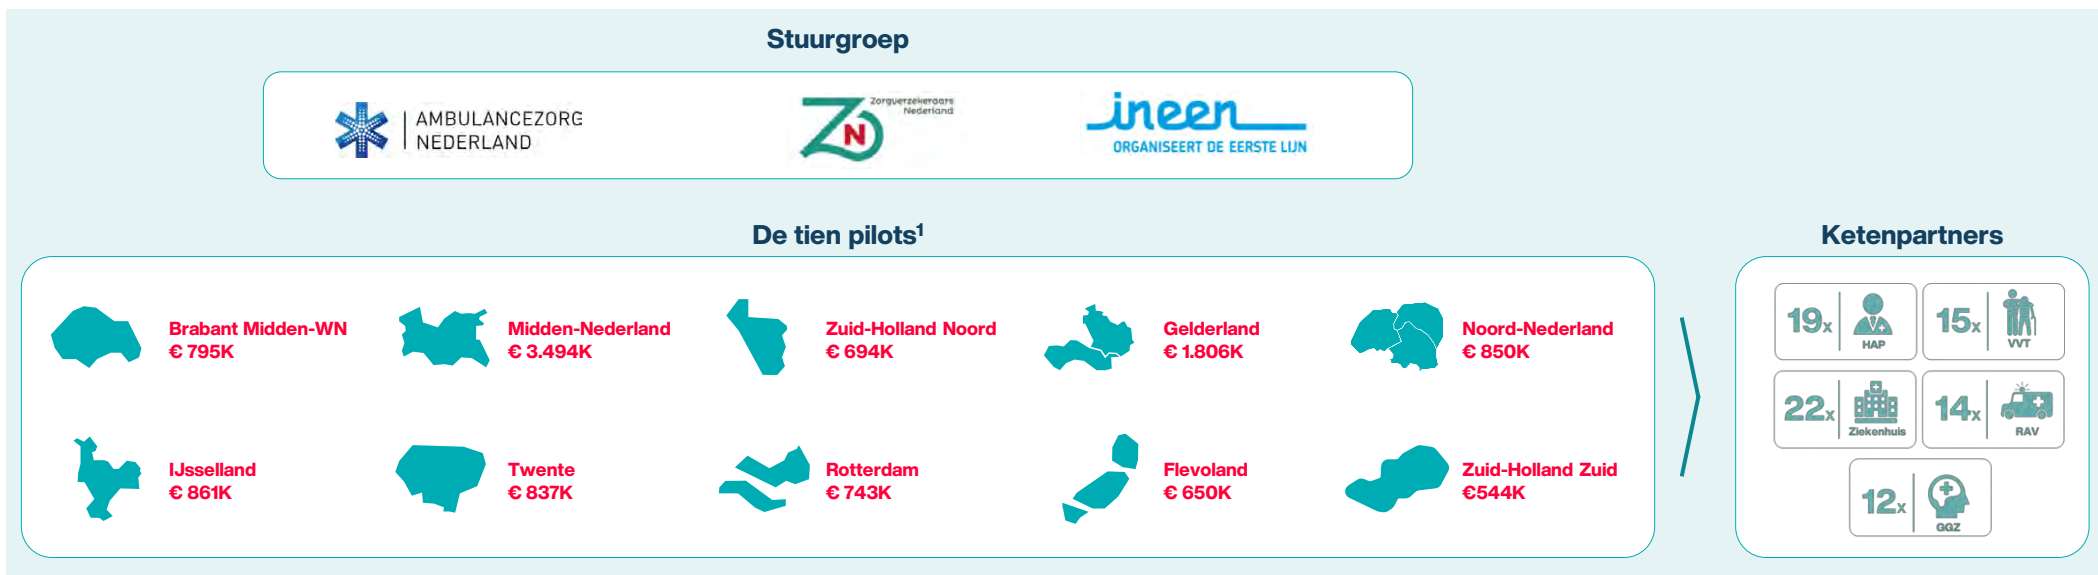 Stuurgroep
AMBULANCEZORG
NEDERLAND
Zorgverzekeraars
Nederland
ZN
ineen
ORGANISEERT DE EERSTE LIJN
De tien pilots¹
Brabant Midden-WN
€ 795K
Midden-Nederland
€ 3.494K
Zuid-Holland Noord
€ 694K
Gelderland
€ 1.806K
Noord-Nederland
€ 850K
IJsselland
€ 861K
Twente
€ 837K
Rotterdam
€ 743K
Flevoland
€ 650K
Zuid-Holland Zuid
€544K
Ketenpartners
19x
HAP
15x
VVT
22x
Ziekenhuis
14x
RAV
12x
GGZ